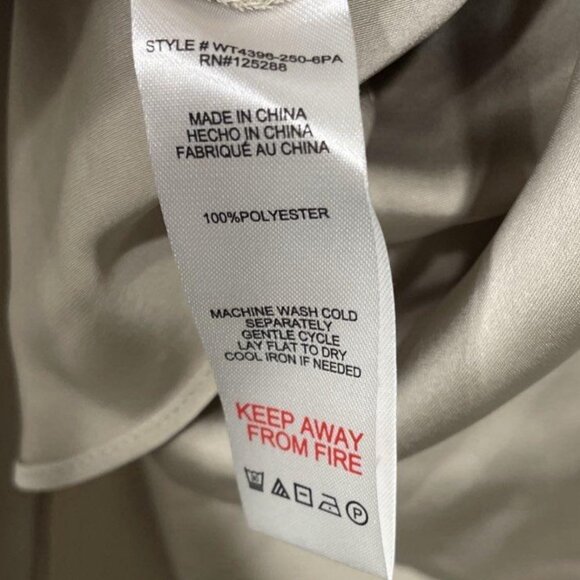 STYLE # WT4396-250-6PA
RN#125288
MADE IN CHINA
HECHO IN CHINA
FABRIQUÉ AU CHINA
100%POLYESTER
MACHINE WASH COLD
SEPARATELY
GENTLE CYCLE
LAY FLAT TO DRY
COOL IRON IF NEEDED
KEEP AWAY
FROM FIRE
P